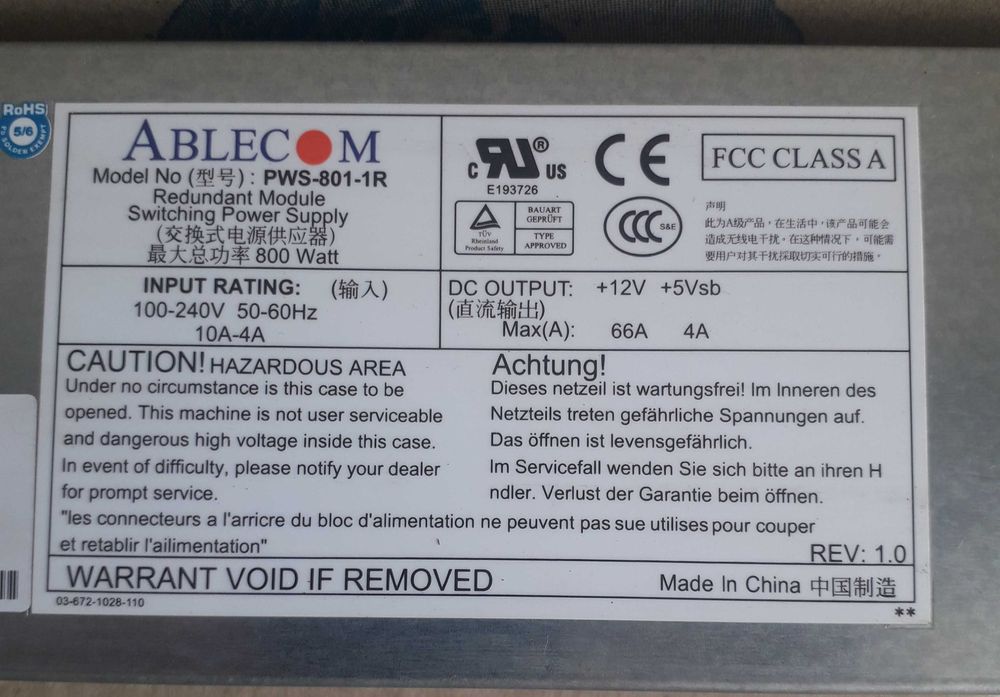 RoHS
5/6
Pb SOLDER EXEMPT
ABLECOM
Model No (型号) : PWS-801-1R
Redundant Module
Switching Power Supply
(交换式电源供应器)
最大总功率 800 Watt
c RU ® US
E193726
CE
FCC CLASS A
TÜV
Rheinland
Product Safety
BAUART
GEPRÜFT
TYPE
APPROVED
CCC S&E
声明
此为A级产品，在生活中，该产品可能会
造成无线电干扰。在这种情况下，可能需
要用户对其干扰采取切实可行的措施。
INPUT RATING: (输入)
100-240V 50-60Hz
10A-4A
DC OUTPUT: +12V +5Vsb
(直流输出)
Max(A): 66A 4A
CAUTION! HAZARDOUS AREA
Under no circumstance is this case to be
opened. This machine is not user serviceable
and dangerous high voltage inside this case.
In event of difficulty, please notify your dealer
for prompt service.
Achtung!
Dieses netzeil ist wartungsfrei! Im Inneren des
Netzteils treten gefährliche Spannungen auf.
Das öffnen ist levensgefährlich.
Im Servicefall wenden Sie sich bitte an ihren H
ndler. Verlust der Garantie beim öffnen.
"les connecteurs a l'arricre du bloc d'alimentation ne peuvent pas sue utilises pour couper
et retablir l'ailimentation"
REV: 1.0
WARRANT VOID IF REMOVED
Made In China 中国制造
03-672-1028-110
**